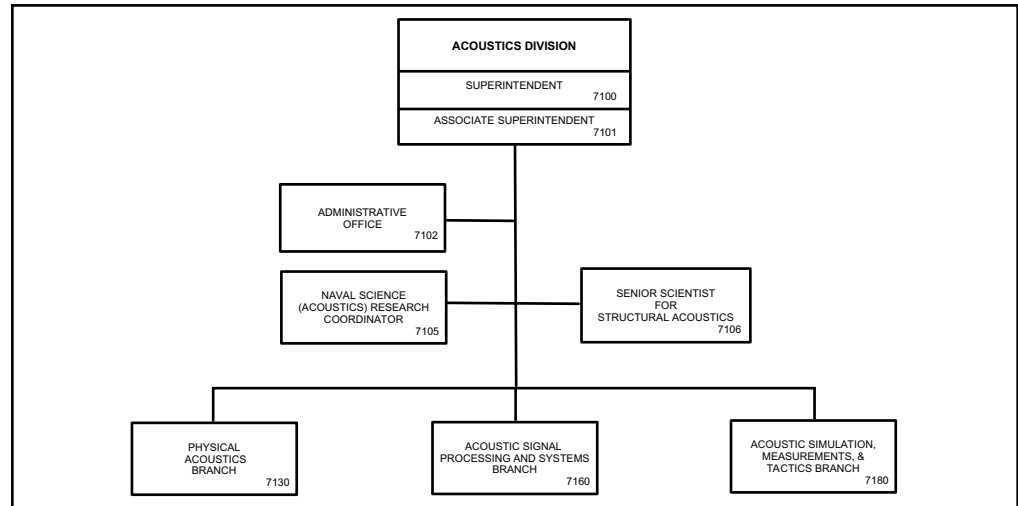 ACOUSTICS DIVISION
SUPERINTENDENT
7100
ASSOCIATE SUPERINTENDENT
7101
ADMINISTRATIVE
OFFICE
7102
NAVAL SCIENCE
(ACOUSTICS) RESEARCH
COORDINATOR
7105
SENIOR SCIENTIST
FOR
STRUCTURAL ACOUSTICS
7106
PHYSICAL
ACOUSTICS
BRANCH
7130
ACOUSTIC SIGNAL
PROCESSING AND SYSTEMS
BRANCH
7160
ACOUSTIC SIMULATION,
MEASUREMENTS, &
TACTICS BRANCH
7180